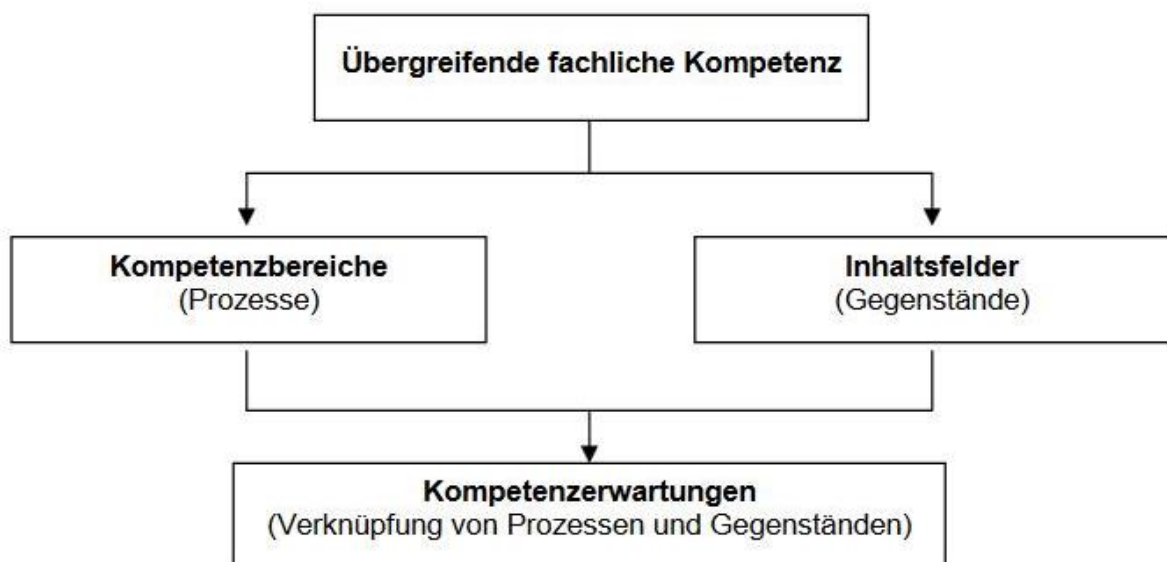 Übergreifende fachliche Kompetenz
Kompetenzbereiche
(Prozesse)
Inhaltsfelder
(Gegenstände)
Kompetenzerwartungen
(Verknüpfung von Prozessen und Gegenständen)